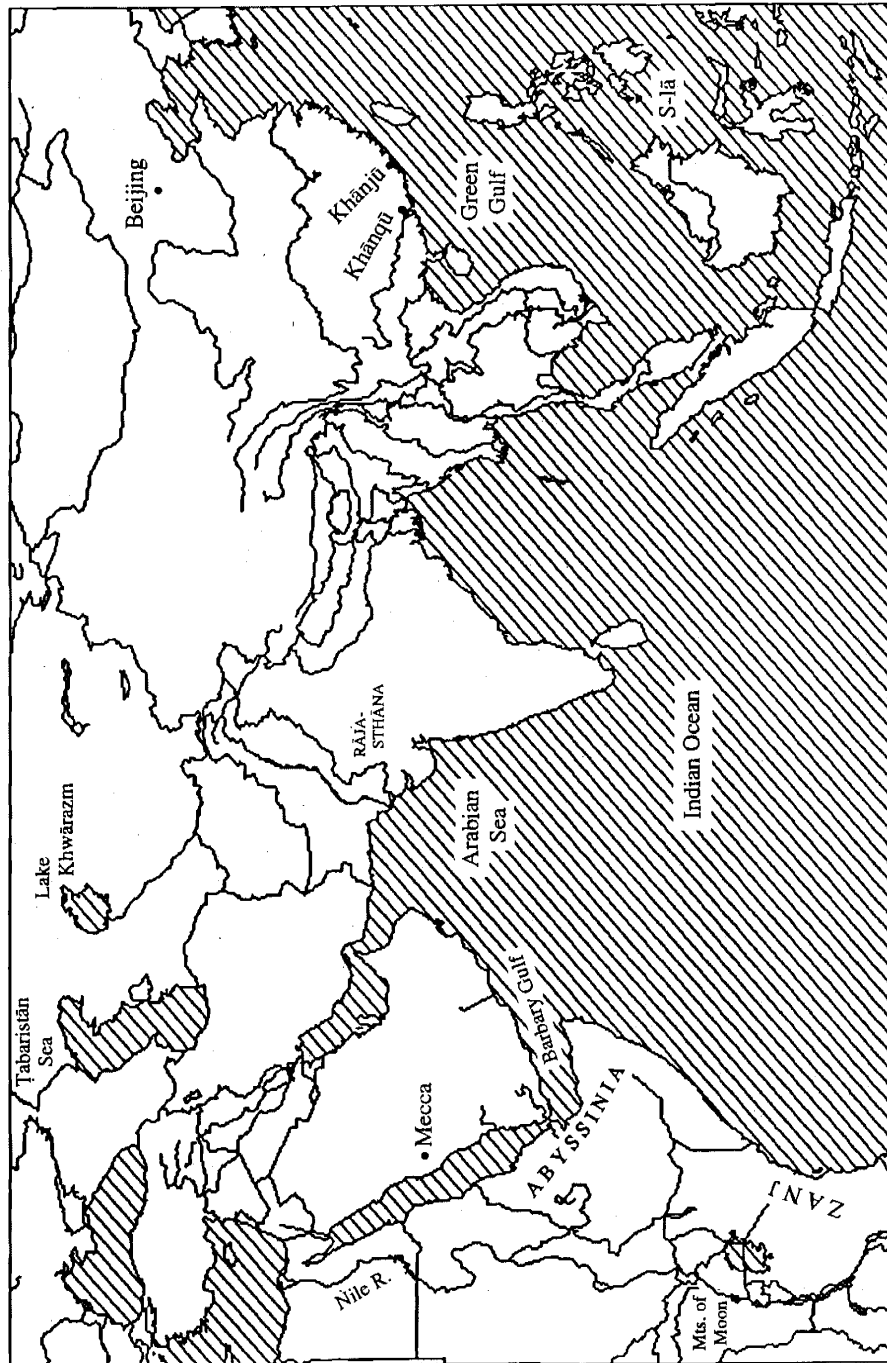 Ṭabaristān
Sea
Lake
Khwārazm
Beijing
Khānjū
Khānqū
Green
Gulf
S-lā
RĀJA-
STHĀNA
Arabian
Sea
Indian Ocean
Barbary Gulf
Mecca
Nile R.
ABYSSINIA
ZANJ
Mts. of
Moon